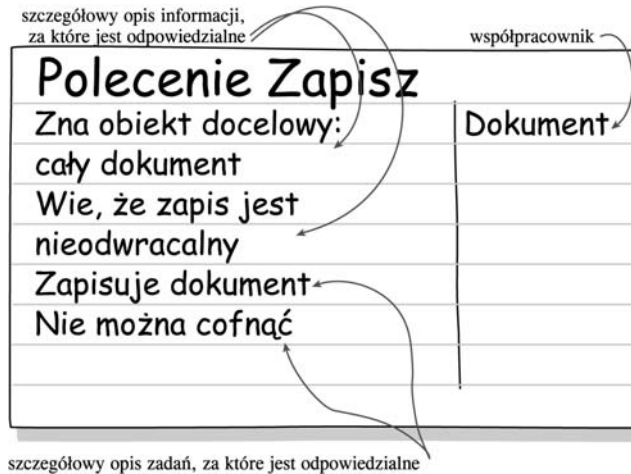 szczegółowy opis informacji,
za które jest odpowiedzialne
współpracownik
Polecenie Zapisz
Zna obiekt docelowy:
Dokument
cały dokument
Wie, że zapis jest
nieodwracalny
Zapisuje dokument
Nie można cofnąć
szczegółowy opis zadań, za które jest odpowiedzialne